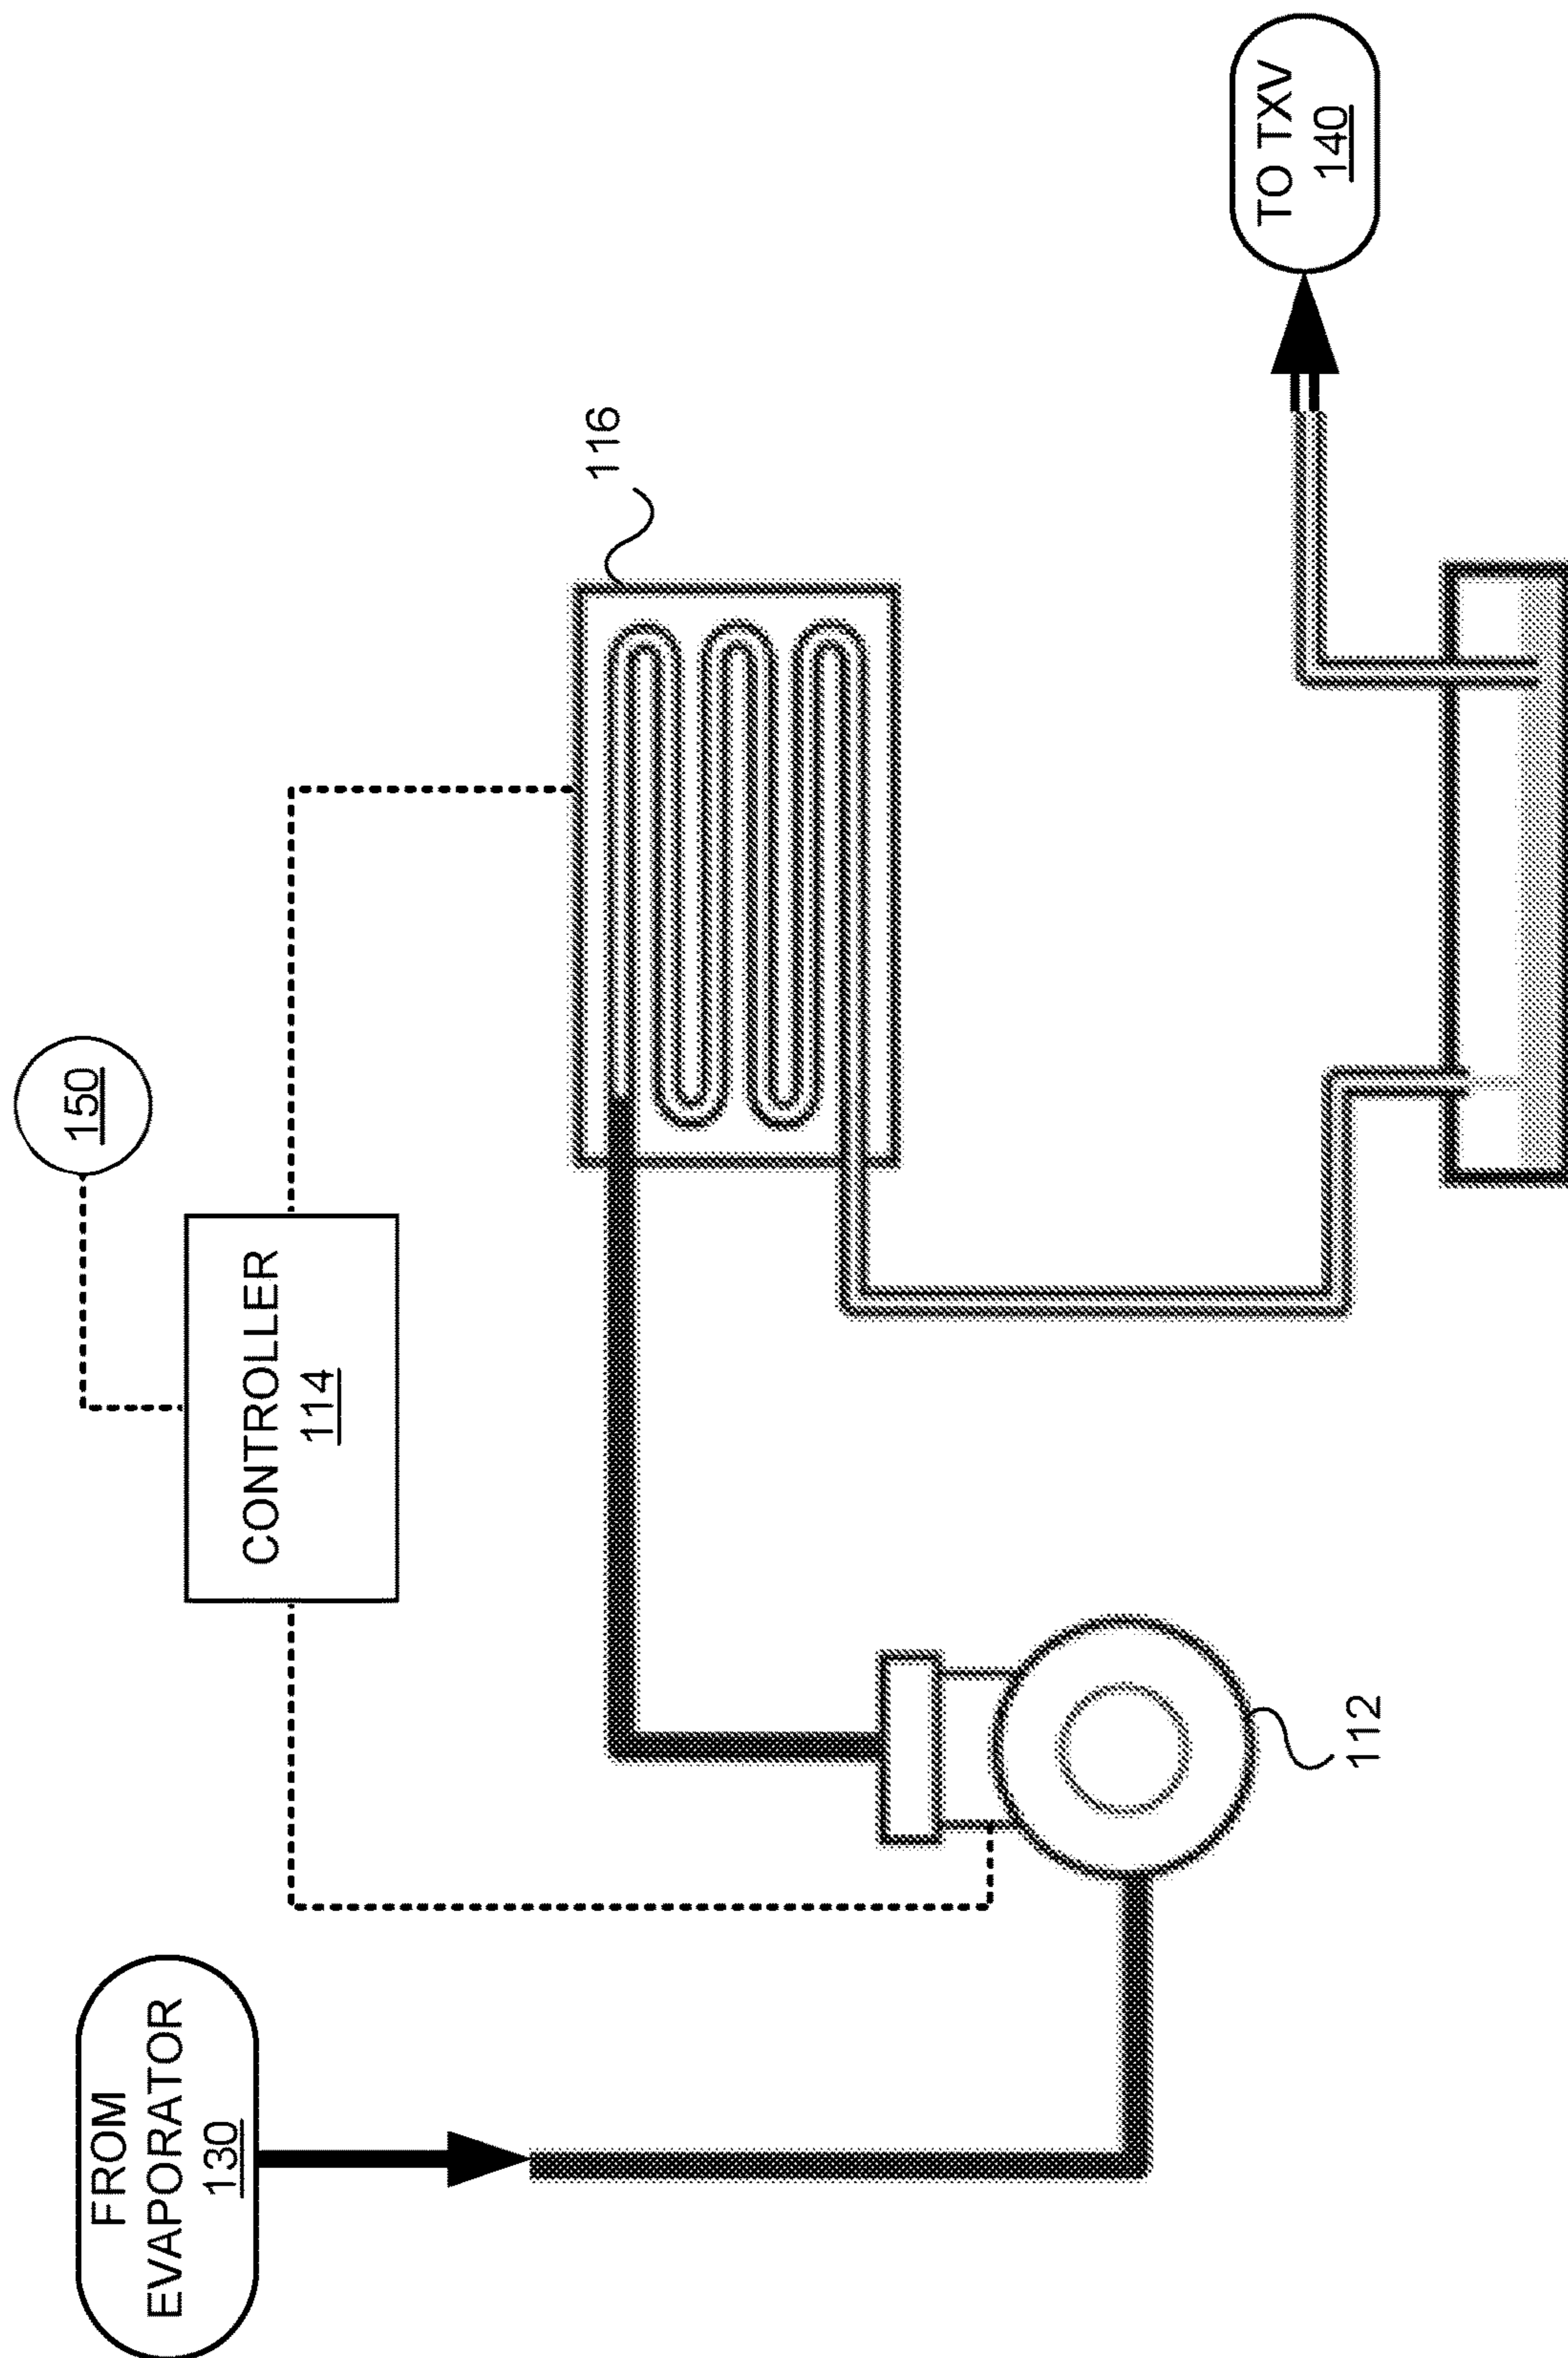 FROM
EVAPORATOR
130
150
CONTROLLER
114
116
112
TO TXV
140